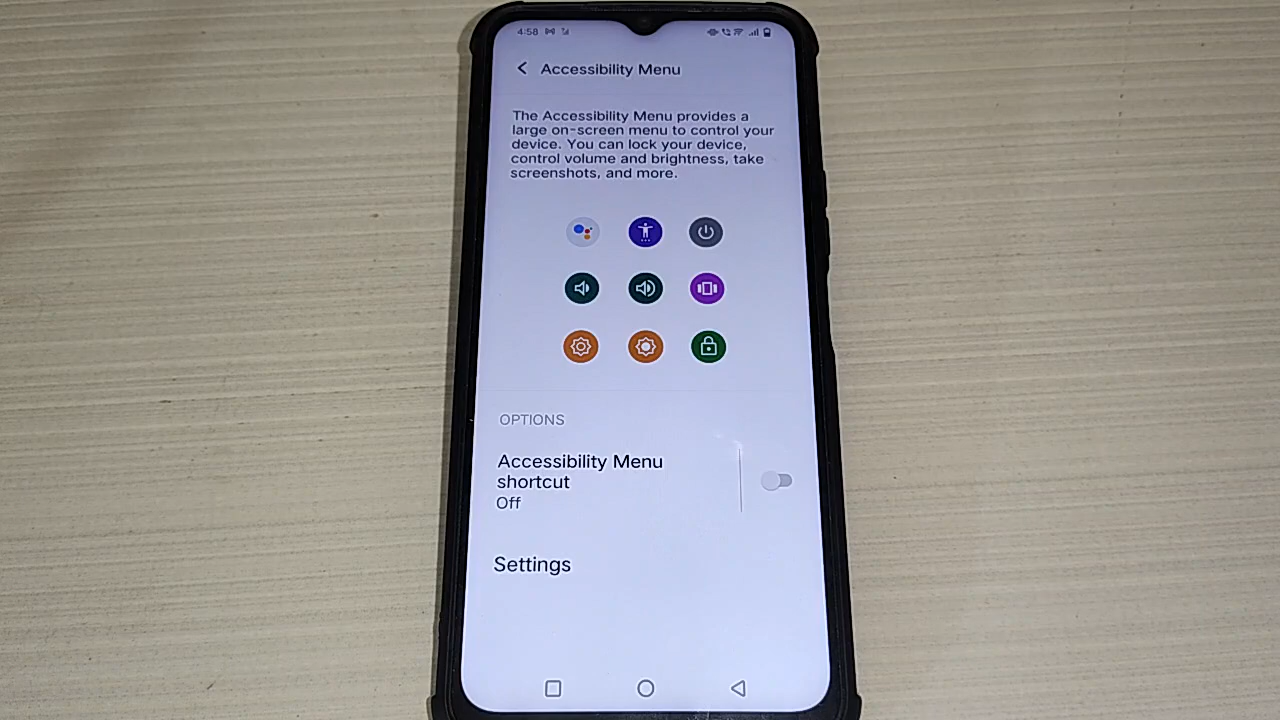 4:58
Accessibility Menu
The Accessibility Menu provides a
large on-screen menu to control your
device. You can lock your device,
control volume and brightness, take
screenshots, and more.
OPTIONS
Accessibility Menu
shortcut
Off
Settings